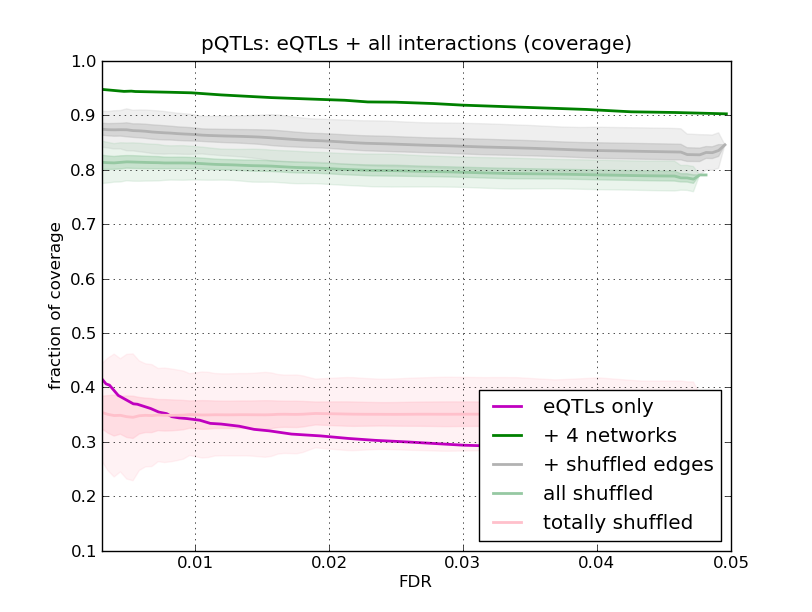 pQTLs: eQTLs + all interactions (coverage)
1.0
0.9
0.8
0.7
0.6
0.5
0.4
0.3
0.2
0.1
fraction of coverage
eQTLs only
+ 4 networks
+ shuffled edges
all shuffled
totally shuffled
0.01 0.02 0.03 0.04 0.05
FDR